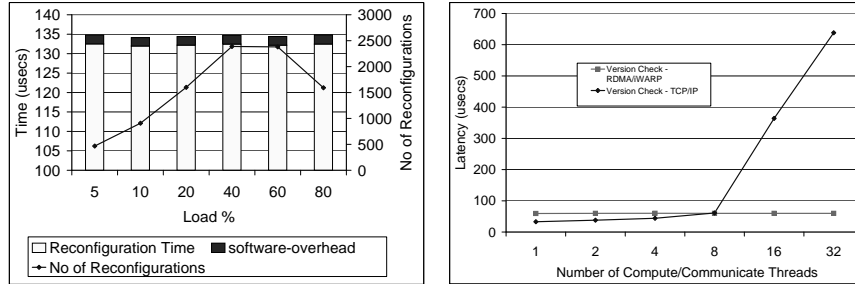 140
135
130
125
120
115
110
105
100
Time (usecs)
3000
2500
2000
1500
1000
500
0
No of Reconfigurations
5 10 20 40 60 80
Load %
Reconfiguration Time software-overhead
No of Reconfigurations
700
600
500
400
300
200
100
0
Latency (usecs)
Version Check -
RDMA/iWARP
Version Check - TCP/IP
1 2 4 8 16 32
Number of Compute/Communicate Threads